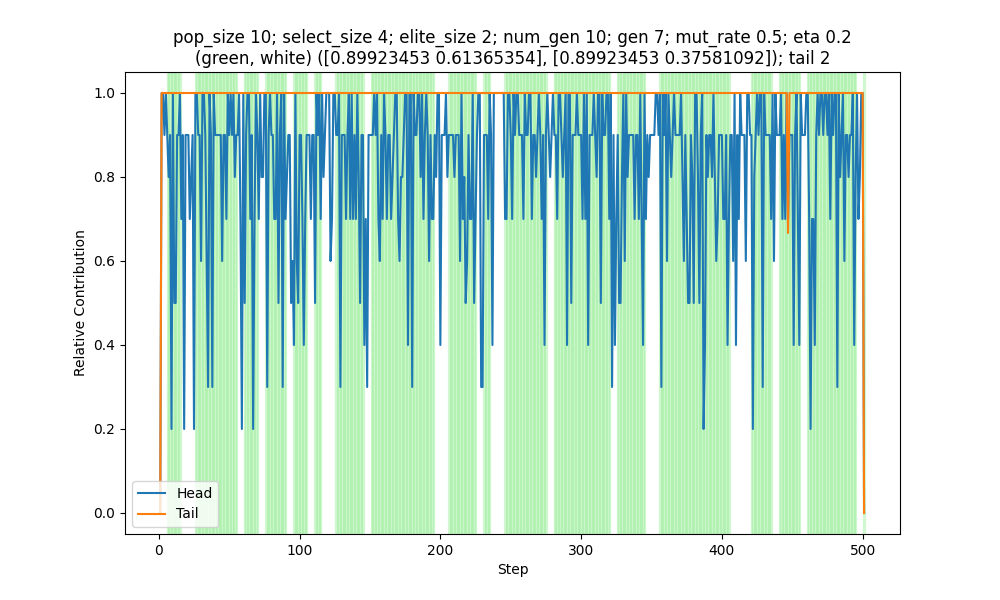 pop_size 10; select_size 4; elite_size 2; num_gen 10; gen 7; mut_rate 0.5; eta 0.2
(green, white) ([0.89923453 0.61365354], [0.89923453 0.37581092]); tail 2
1.0
0.8
0.6
0.4
0.2
0.0
Relative Contribution
Head
Tail
0
100
200
300
400
500
Step